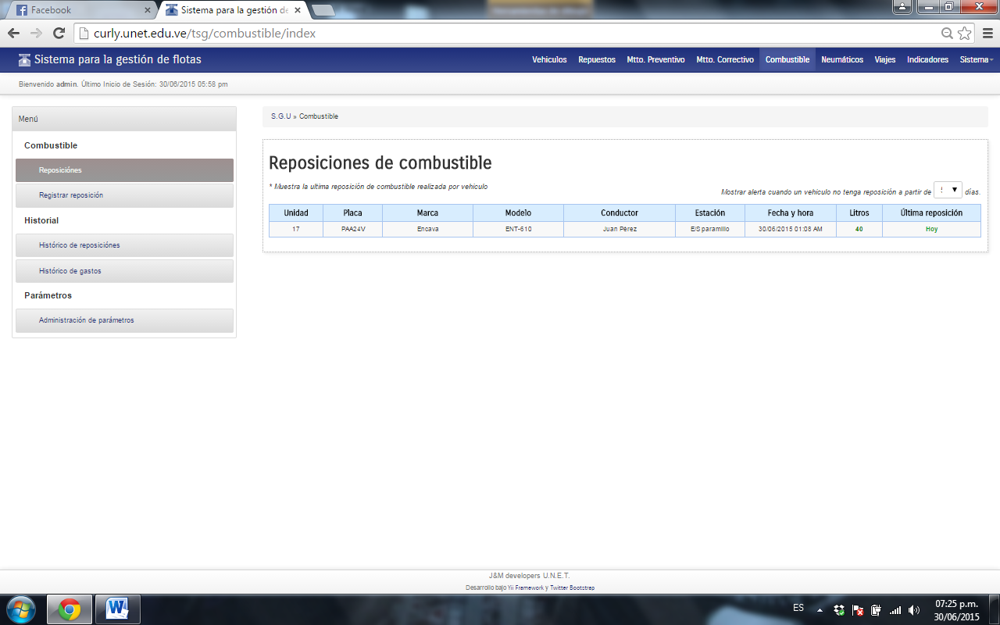 Facebook
Sistema para la gestión de
curly.unet.edu.ve/tsg/combustible/index
Sistema para la gestión de flotas
Vehiculos Repuestos Mtto. Preventivo Mtto. Correctivo Combustible Neumáticos Viajes Indicadores Sistema
Bienvenido admin. Último Inicio de Sesión: 30/06/2015 05:58 pm
Menú
Combustible
Reposiciónes
Registrar reposición
Historial
Histórico de reposiciónes
Histórico de gastos
Parámetros
Administración de parámetros
S.G.U » Combustible
Reposiciones de combustible
* Muestra la ultima reposición de combustible realizada por vehiculo
Mostrar alerta cuando un vehiculo no tenga reposición a partir de días.
Unidad Placa Marca Modelo Conductor Estación Fecha y hora Litros Última reposición
17 PAA24V Encava ENT-610 Juan Pérez E/S paramillo 30/06/2015 01:08 AM 40 Hoy
J&M developers U.N.E.T.
Desarrollo bajo Yii Framework y Twitter Bootstrap
ES
07:25 p.m.
30/06/2015